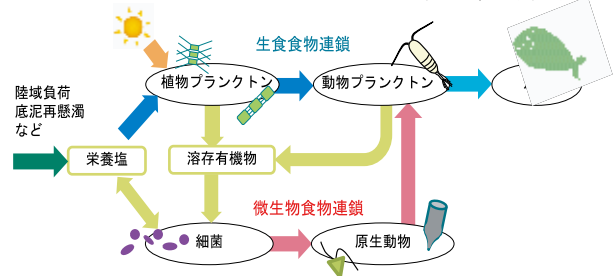 生食食物連鎖
植物プランクトン
動物プランクトン
陸域負荷
底泥再懸濁
など
栄養塩
溶存有機物
微生物食物連鎖
細菌
原生動物